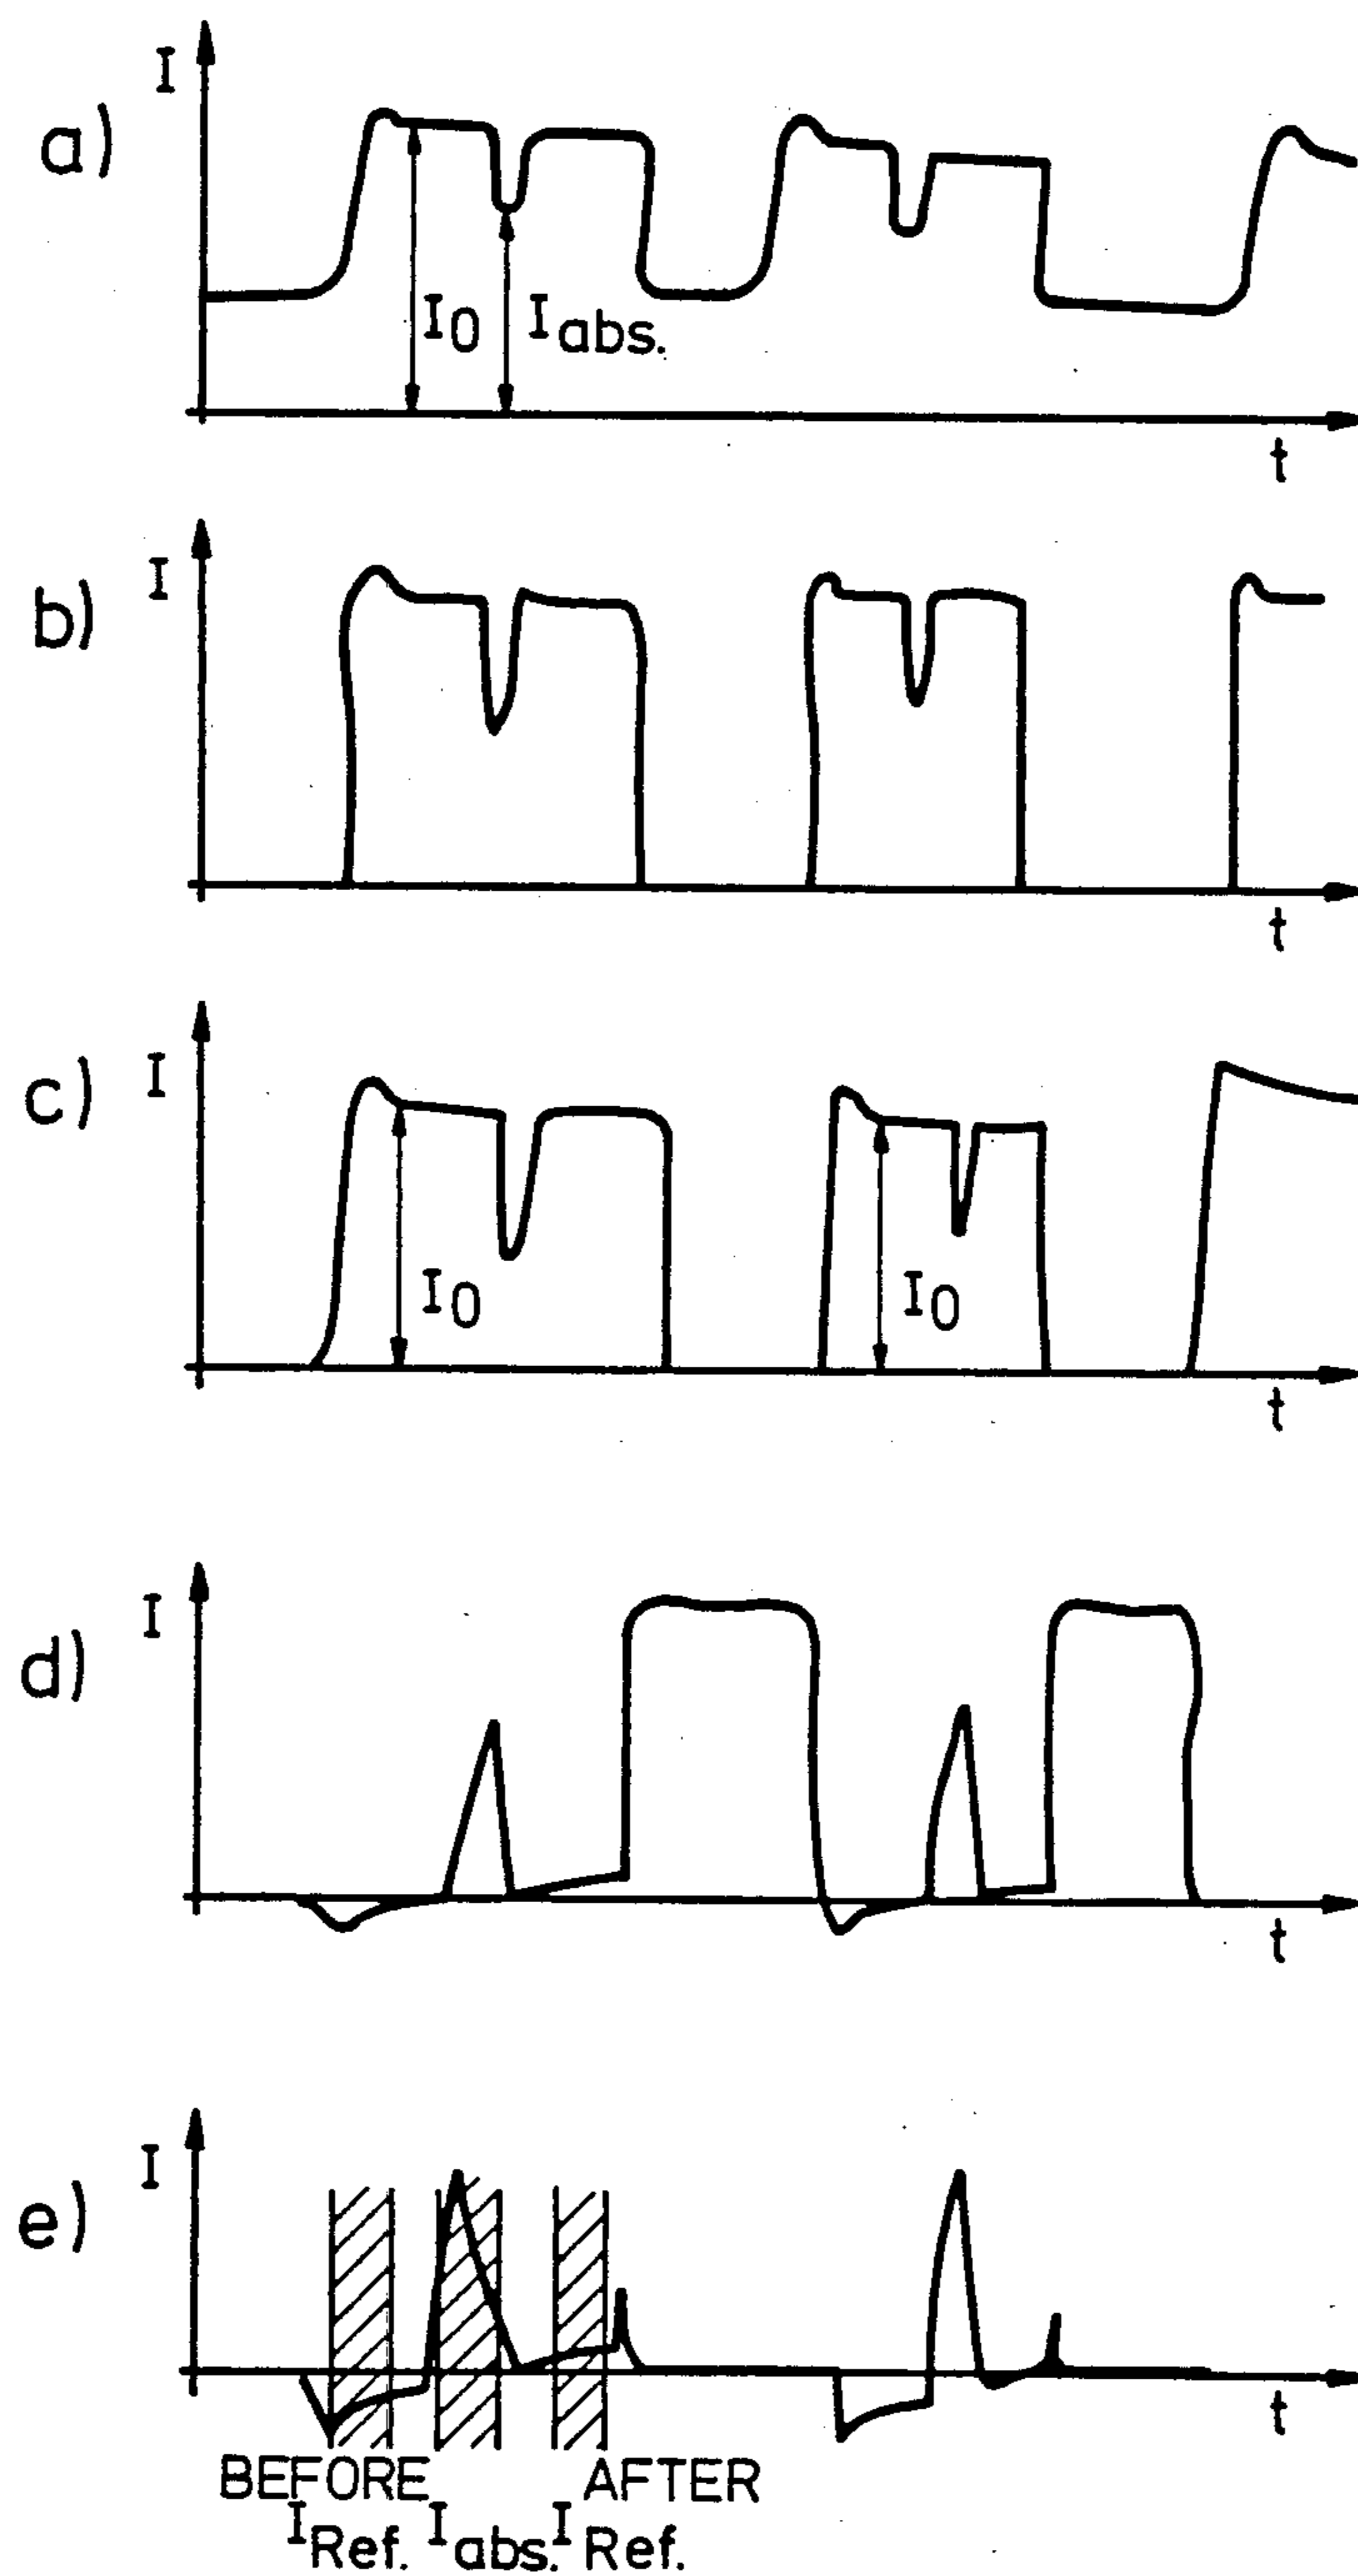 a)
I
I0
Iabs.
t
b)
I
t
c)
I
I0
I0
t
d)
I
t
e)
I
t
BEFORE AFTER
IRef. Iabs. IRef.